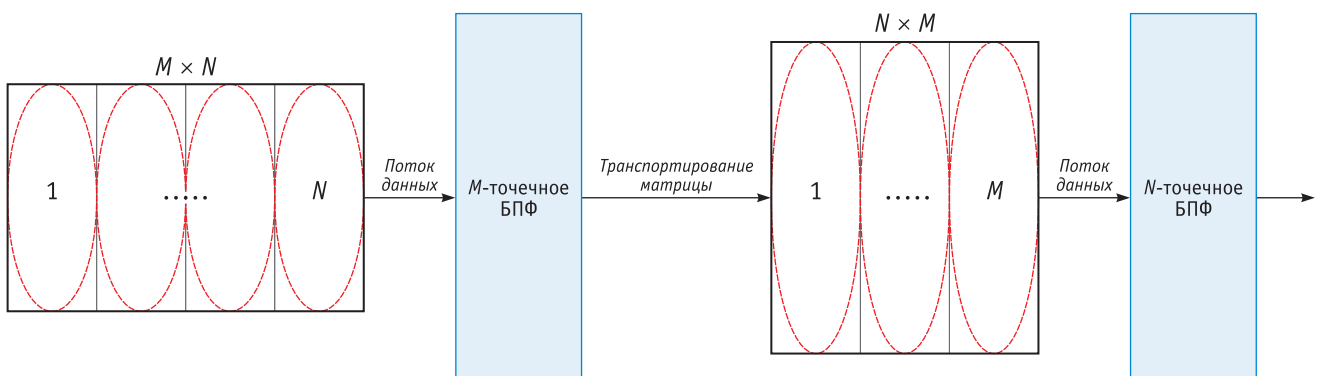 M × N
1
.....
N
Поток
данных
M-точечное
БПФ
Транспортирование
матрицы
N × M
1
.....
M
Поток
данных
N-точечное
БПФ